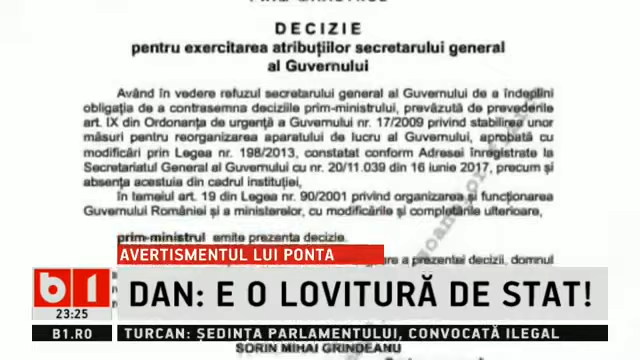 DECIZIE
pentru exercitarea atribuțiilor secretarului general
al Guvernului
Având în vedere refuzul secretarului general al Guvernului de a îndeplini
obligația de a contrasemna deciziile prim-ministrului, prevăzută de prevederile
art. IX din Ordonanța de urgență a Guvernului nr. 17/2009 privind stabilirea unor
măsuri pentru reorganizarea aparatului de lucru al Guvernului, aprobată cu
modificări prin Legea nr. 198/2013, constatat conform Adresei înregistrate la
Secretariatul General al Guvernului cu nr. 20/11.039 din 16 iunie 2017, precum și
absența acestuia din cadrul instituției,
în temeiul art. 19 din Legea nr. 90/2001 privind organizarea și funcționarea
Guvernului României și a ministerelor, cu modificările și completările ulterioare,
prim-ministrul emite prezenta decizie.
a prezentei decizii, domnul
AVERTISMENTUL LUI PONTA
b1
DAN: E O LOVITURĂ DE STAT!
23:25
B1.RO
TURCAN: ȘEDINȚA PARLAMENTULUI, CONVOCATĂ ILEGAL
SORIN MIHAI GRINDEANU